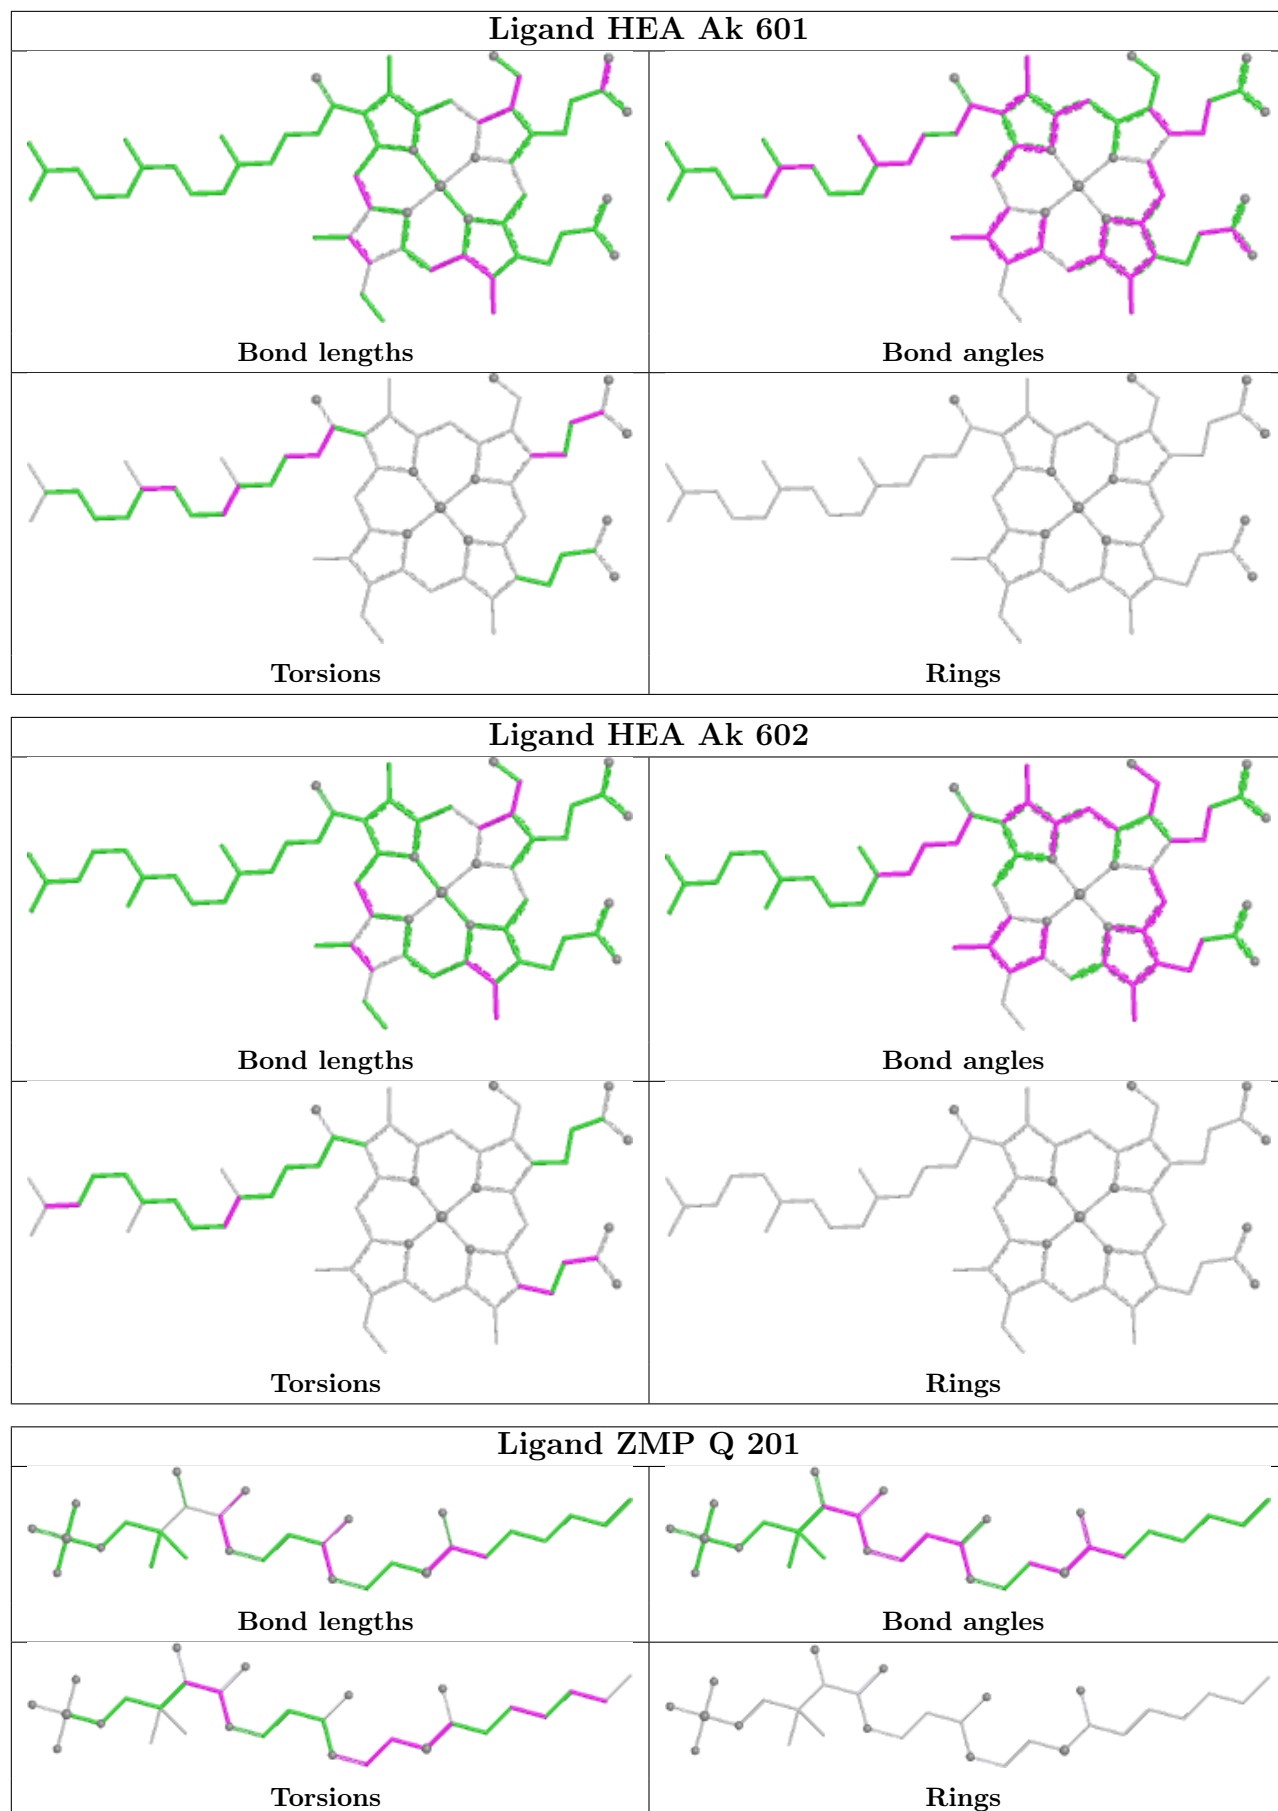 Ligand HEA Ak 601
Bond lengths
Bond angles
Torsions
Rings
Ligand HEA Ak 602
Bond lengths
Bond angles
Torsions
Rings
Ligand ZMP Q 201
Bond lengths
Bond angles
Torsions
Rings